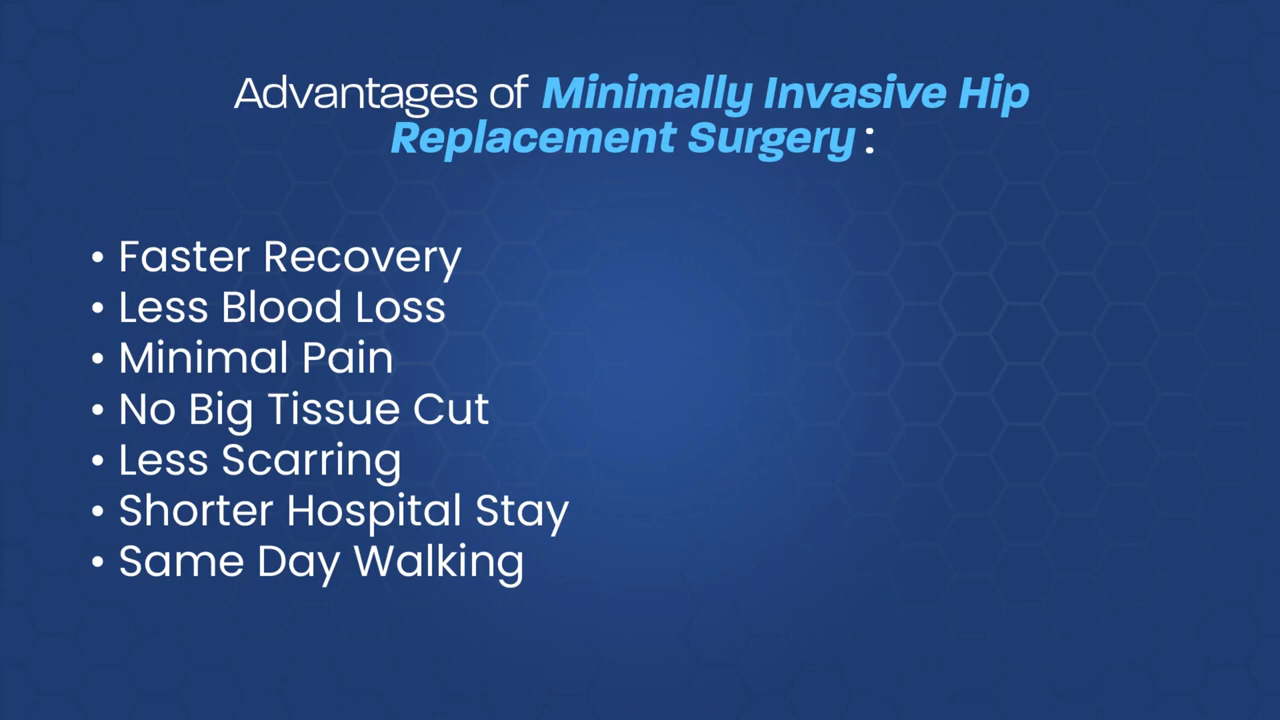 Advantages of Minimally Invasive Hip
Replacement Surgery :
• Faster Recovery
• Less Blood Loss
• Minimal Pain
• No Big Tissue Cut
• Less Scarring
• Shorter Hospital Stay
• Same Day Walking